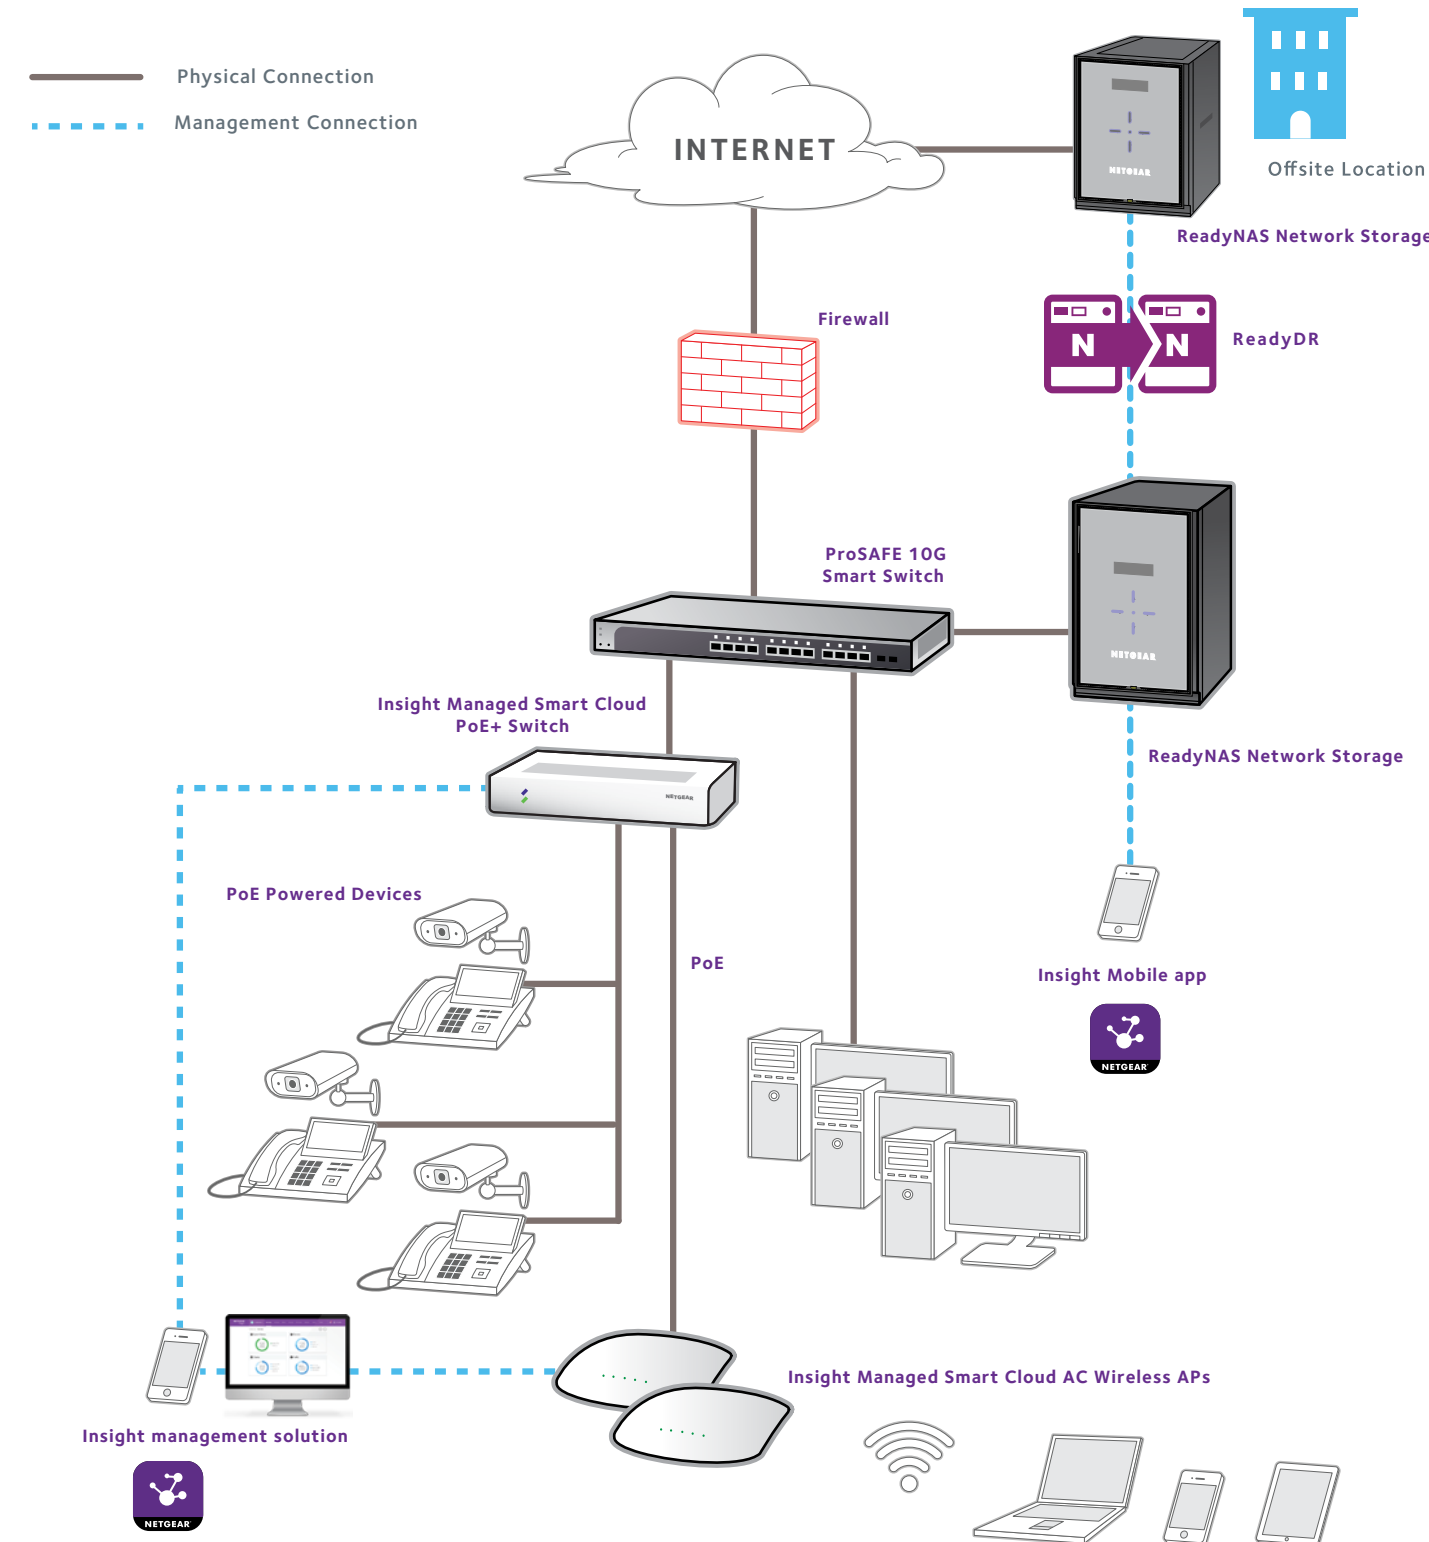 Physical Connection
Management Connection
INTERNET
NETGEAR
Offsite Location
ReadyNAS Network Storage
Firewall
N
N
ReadyDR
ProSAFE 10G
Smart Switch
NETGEAR
Insight Managed Smart Cloud
PoE+ Switch
NETGEAR
ReadyNAS Network Storage
PoE Powered Devices
PoE
Insight Mobile app
NETGEAR
Insight Managed Smart Cloud AC Wireless APs
Insight management solution
NETGEAR